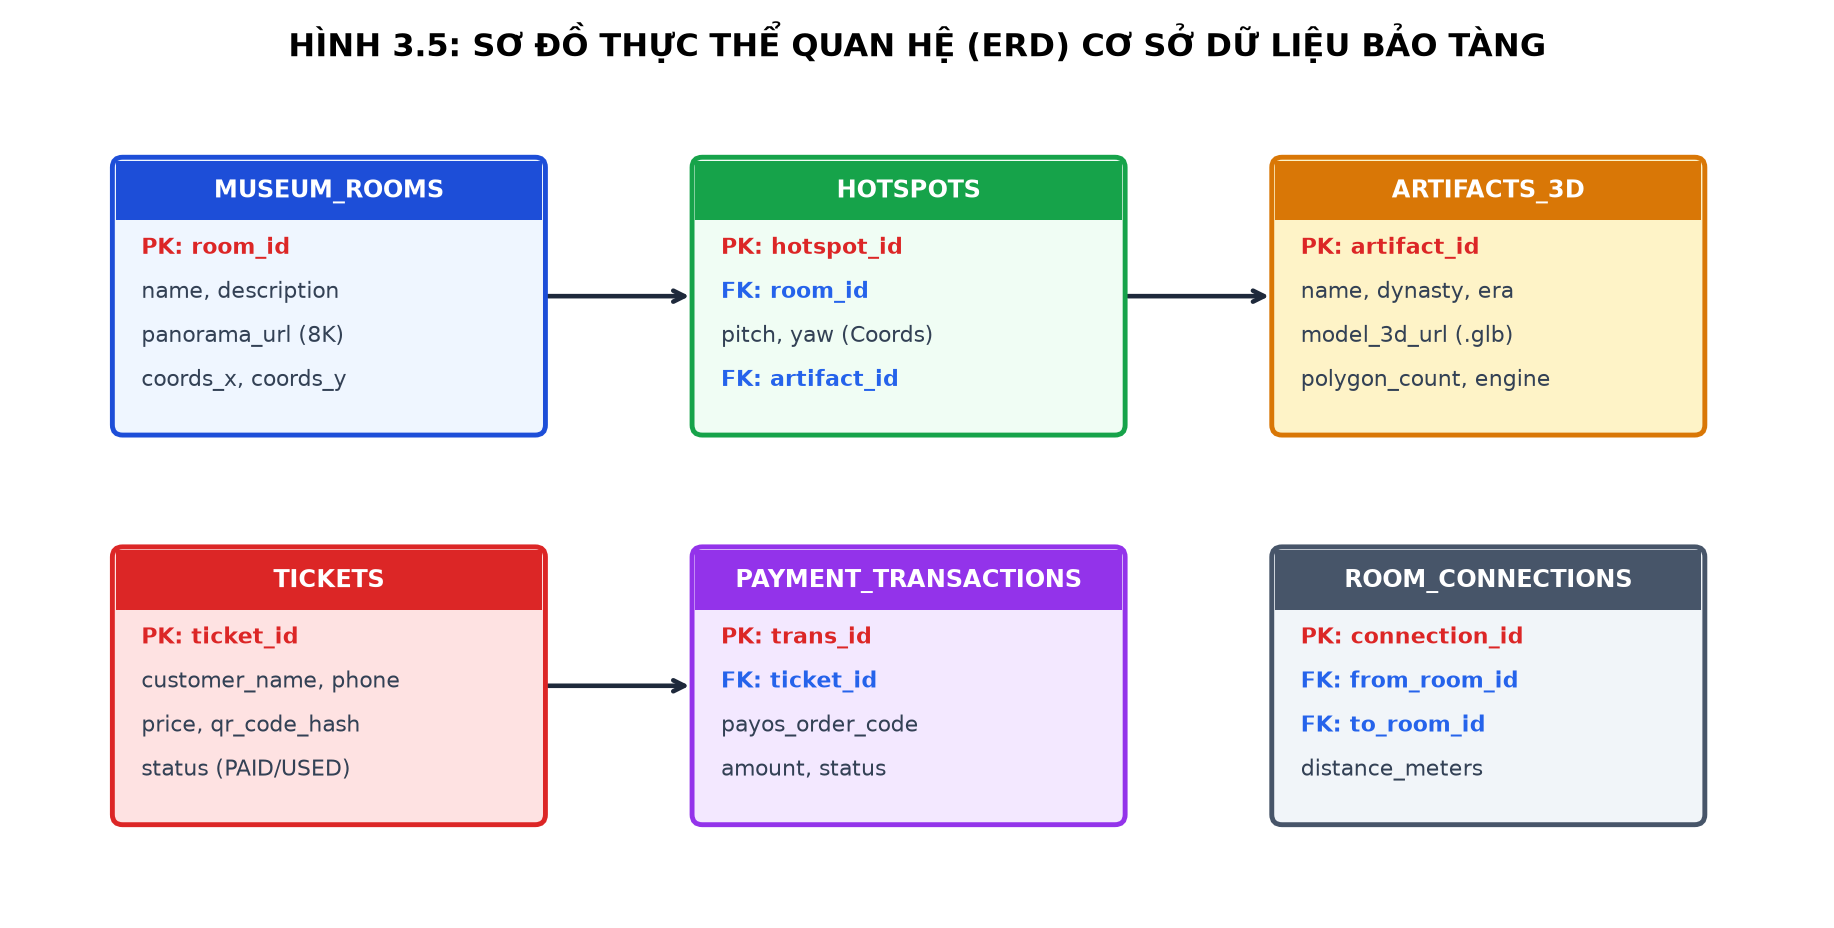 HÌNH 3.5: SƠ ĐỒ THỰC THỂ QUAN HỆ (ERD) CƠ SỞ DỮ LIỆU BẢO TÀNG
MUSEUM_ROOMS
PK: room_id
name, description
panorama_url (8K)
coords_x, coords_y
HOTSPOTS
PK: hotspot_id
FK: room_id
pitch, yaw (Coords)
FK: artifact_id
ARTIFACTS_3D
PK: artifact_id
name, dynasty, era
model_3d_url (.glb)
polygon_count, engine
TICKETS
PK: ticket_id
customer_name, phone
price, qr_code_hash
status (PAID/USED)
PAYMENT_TRANSACTIONS
PK: trans_id
FK: ticket_id
payos_order_code
amount, status
ROOM_CONNECTIONS
PK: connection_id
FK: from_room_id
FK: to_room_id
distance_meters